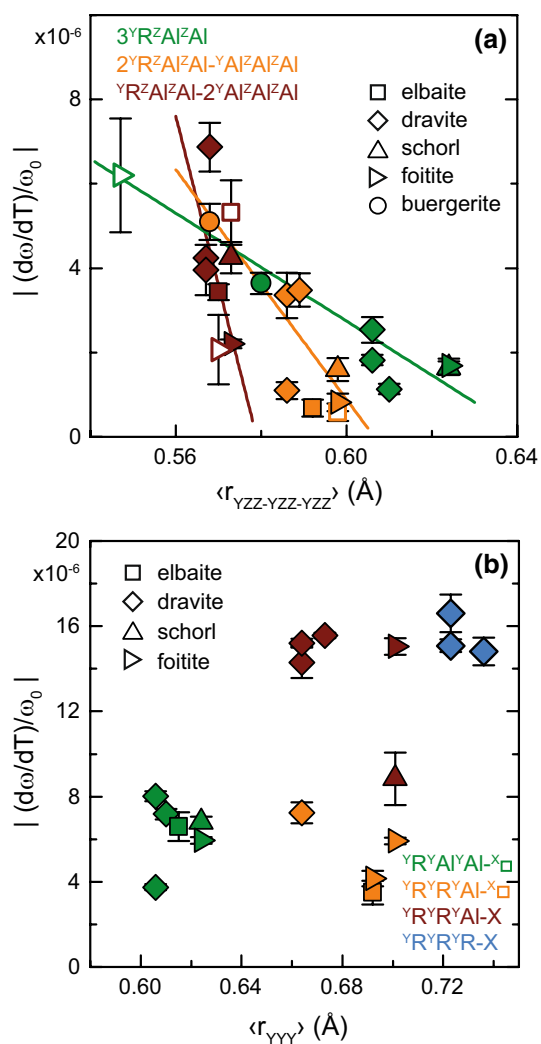 x10⁻⁶
(a)
3ʸRᶻAlᶻAl
2ʸRᶻAlᶻAl-ʸAlᶻAlᶻAl
ʸRᶻAlᶻAl-2ʸAlᶻAlᶻAl
elbaite
dravite
schorl
foitite
buergerite
8
4
0
| (dω/dT)/ω₀ |
0.56
0.60
0.64
‹r_YZZ-YZZ-YZZ› (Å)
20
x10⁻⁶
(b)
elbaite
dravite
schorl
foitite
16
12
8
4
0
| (dω/dT)/ω₀ |
ʸRʸAlʸAl-ˣ□
ʸRʸRʸAl-ˣ□
ʸRʸRʸAl-X
ʸRʸRʸR-X
0.60
0.64
0.68
0.72
‹r_YYY› (Å)